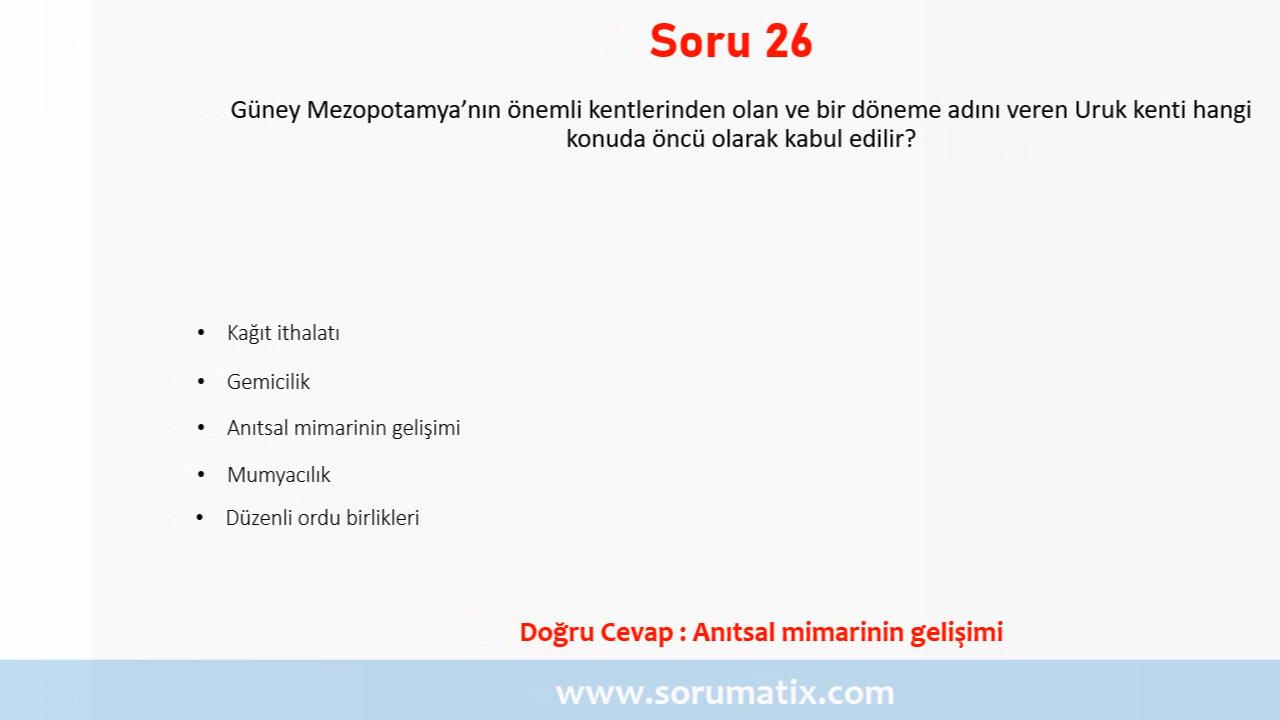 Soru 26
Güney Mezopotamya’nın önemli kentlerinden olan ve bir döneme adını veren Uruk kenti hangi
konuda öncü olarak kabul edilir?
• Kağıt ithalatı
• Gemicilik
• Anıtsal mimarinin gelişimi
• Mumyacılık
• Düzenli ordu birlikleri
Doğru Cevap : Anıtsal mimarinin gelişimi
www.sorumatix.com